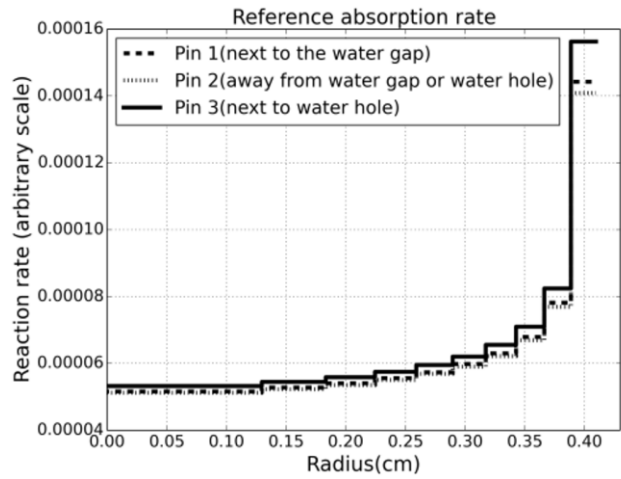 Reference absorption rate
Reaction rate (arbitrary scale)
0.00016
0.00014
0.00012
0.00010
0.00008
0.00006
0.00004
Pin 1(next to the water gap)
Pin 2(away from water gap or water hole)
Pin 3(next to water hole)
0.00 0.05 0.10 0.15 0.20 0.25 0.30 0.35 0.40
Radius(cm)